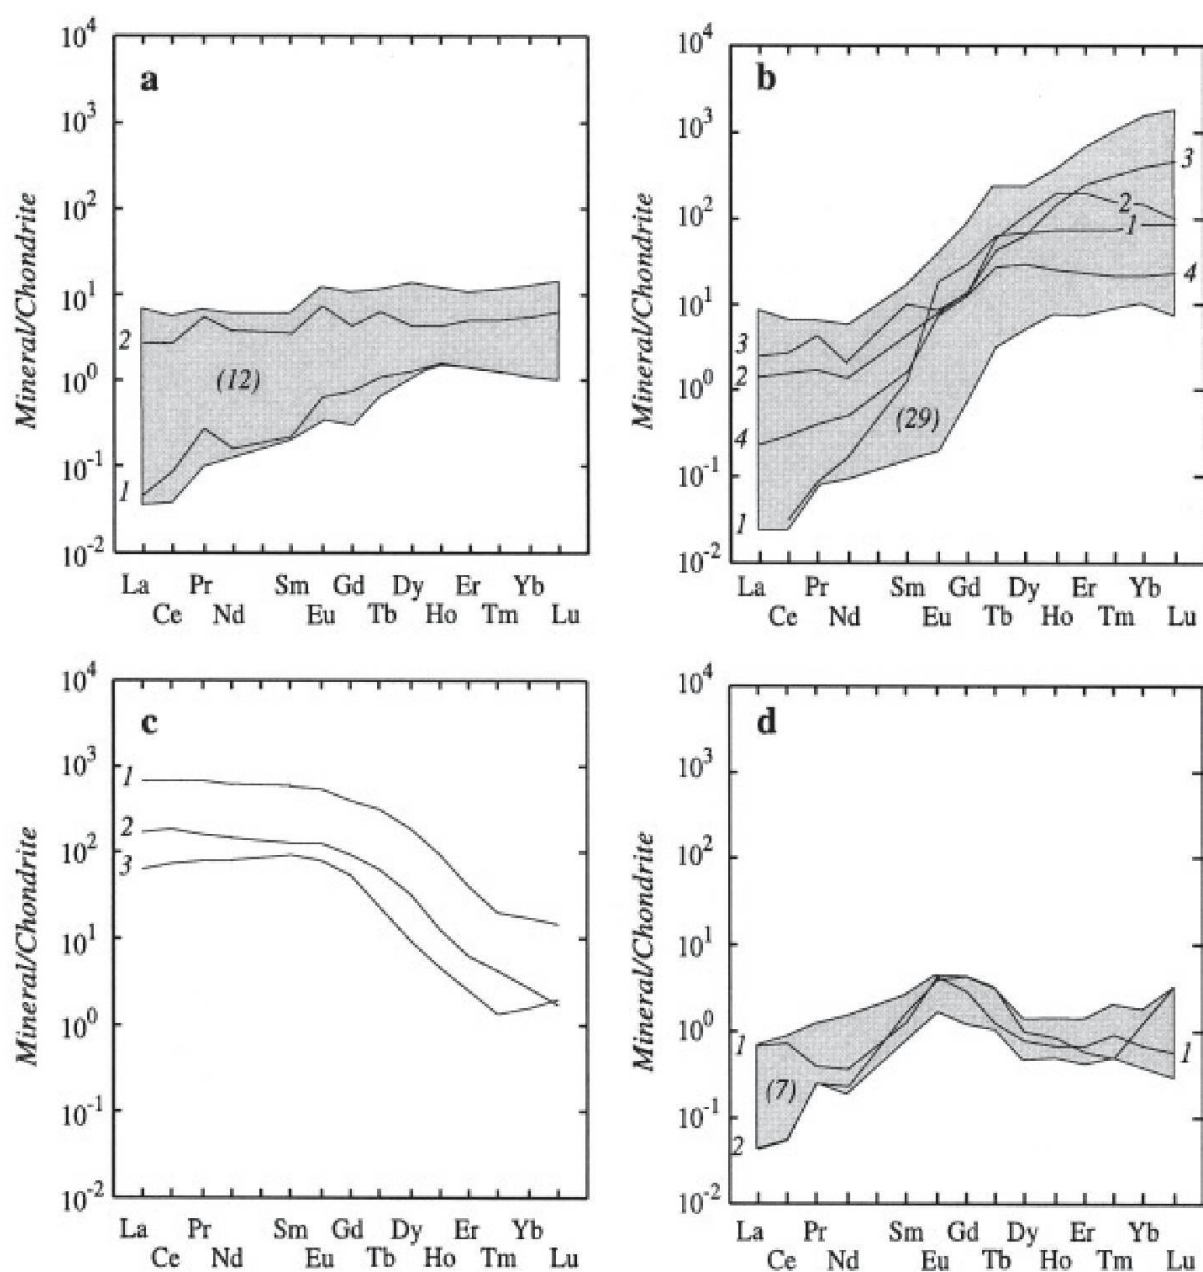 a
10^4
10^3
10^2
10^1
10^0
10^-1
10^-2
Mineral/Chondrite
2
1
(12)
La Pr Sm Gd Dy Er Yb
Ce Nd Eu Tb Ho Tm Lu
b
10^4
10^3
10^2
10^1
10^0
10^-1
10^-2
Mineral/Chondrite
3
2
4
1
(29)
3
2
1
4
La Pr Sm Gd Dy Er Yb
Ce Nd Eu Tb Ho Tm Lu
c
10^4
10^3
10^2
10^1
10^0
10^-1
10^-2
Mineral/Chondrite
1
2
3
La Pr Sm Gd Dy Er Yb
Ce Nd Eu Tb Ho Tm Lu
d
10^4
10^3
10^2
10^1
10^0
10^-1
10^-2
Mineral/Chondrite
1
2
(7)
1
La Pr Sm Gd Dy Er Yb
Ce Nd Eu Tb Ho Tm Lu